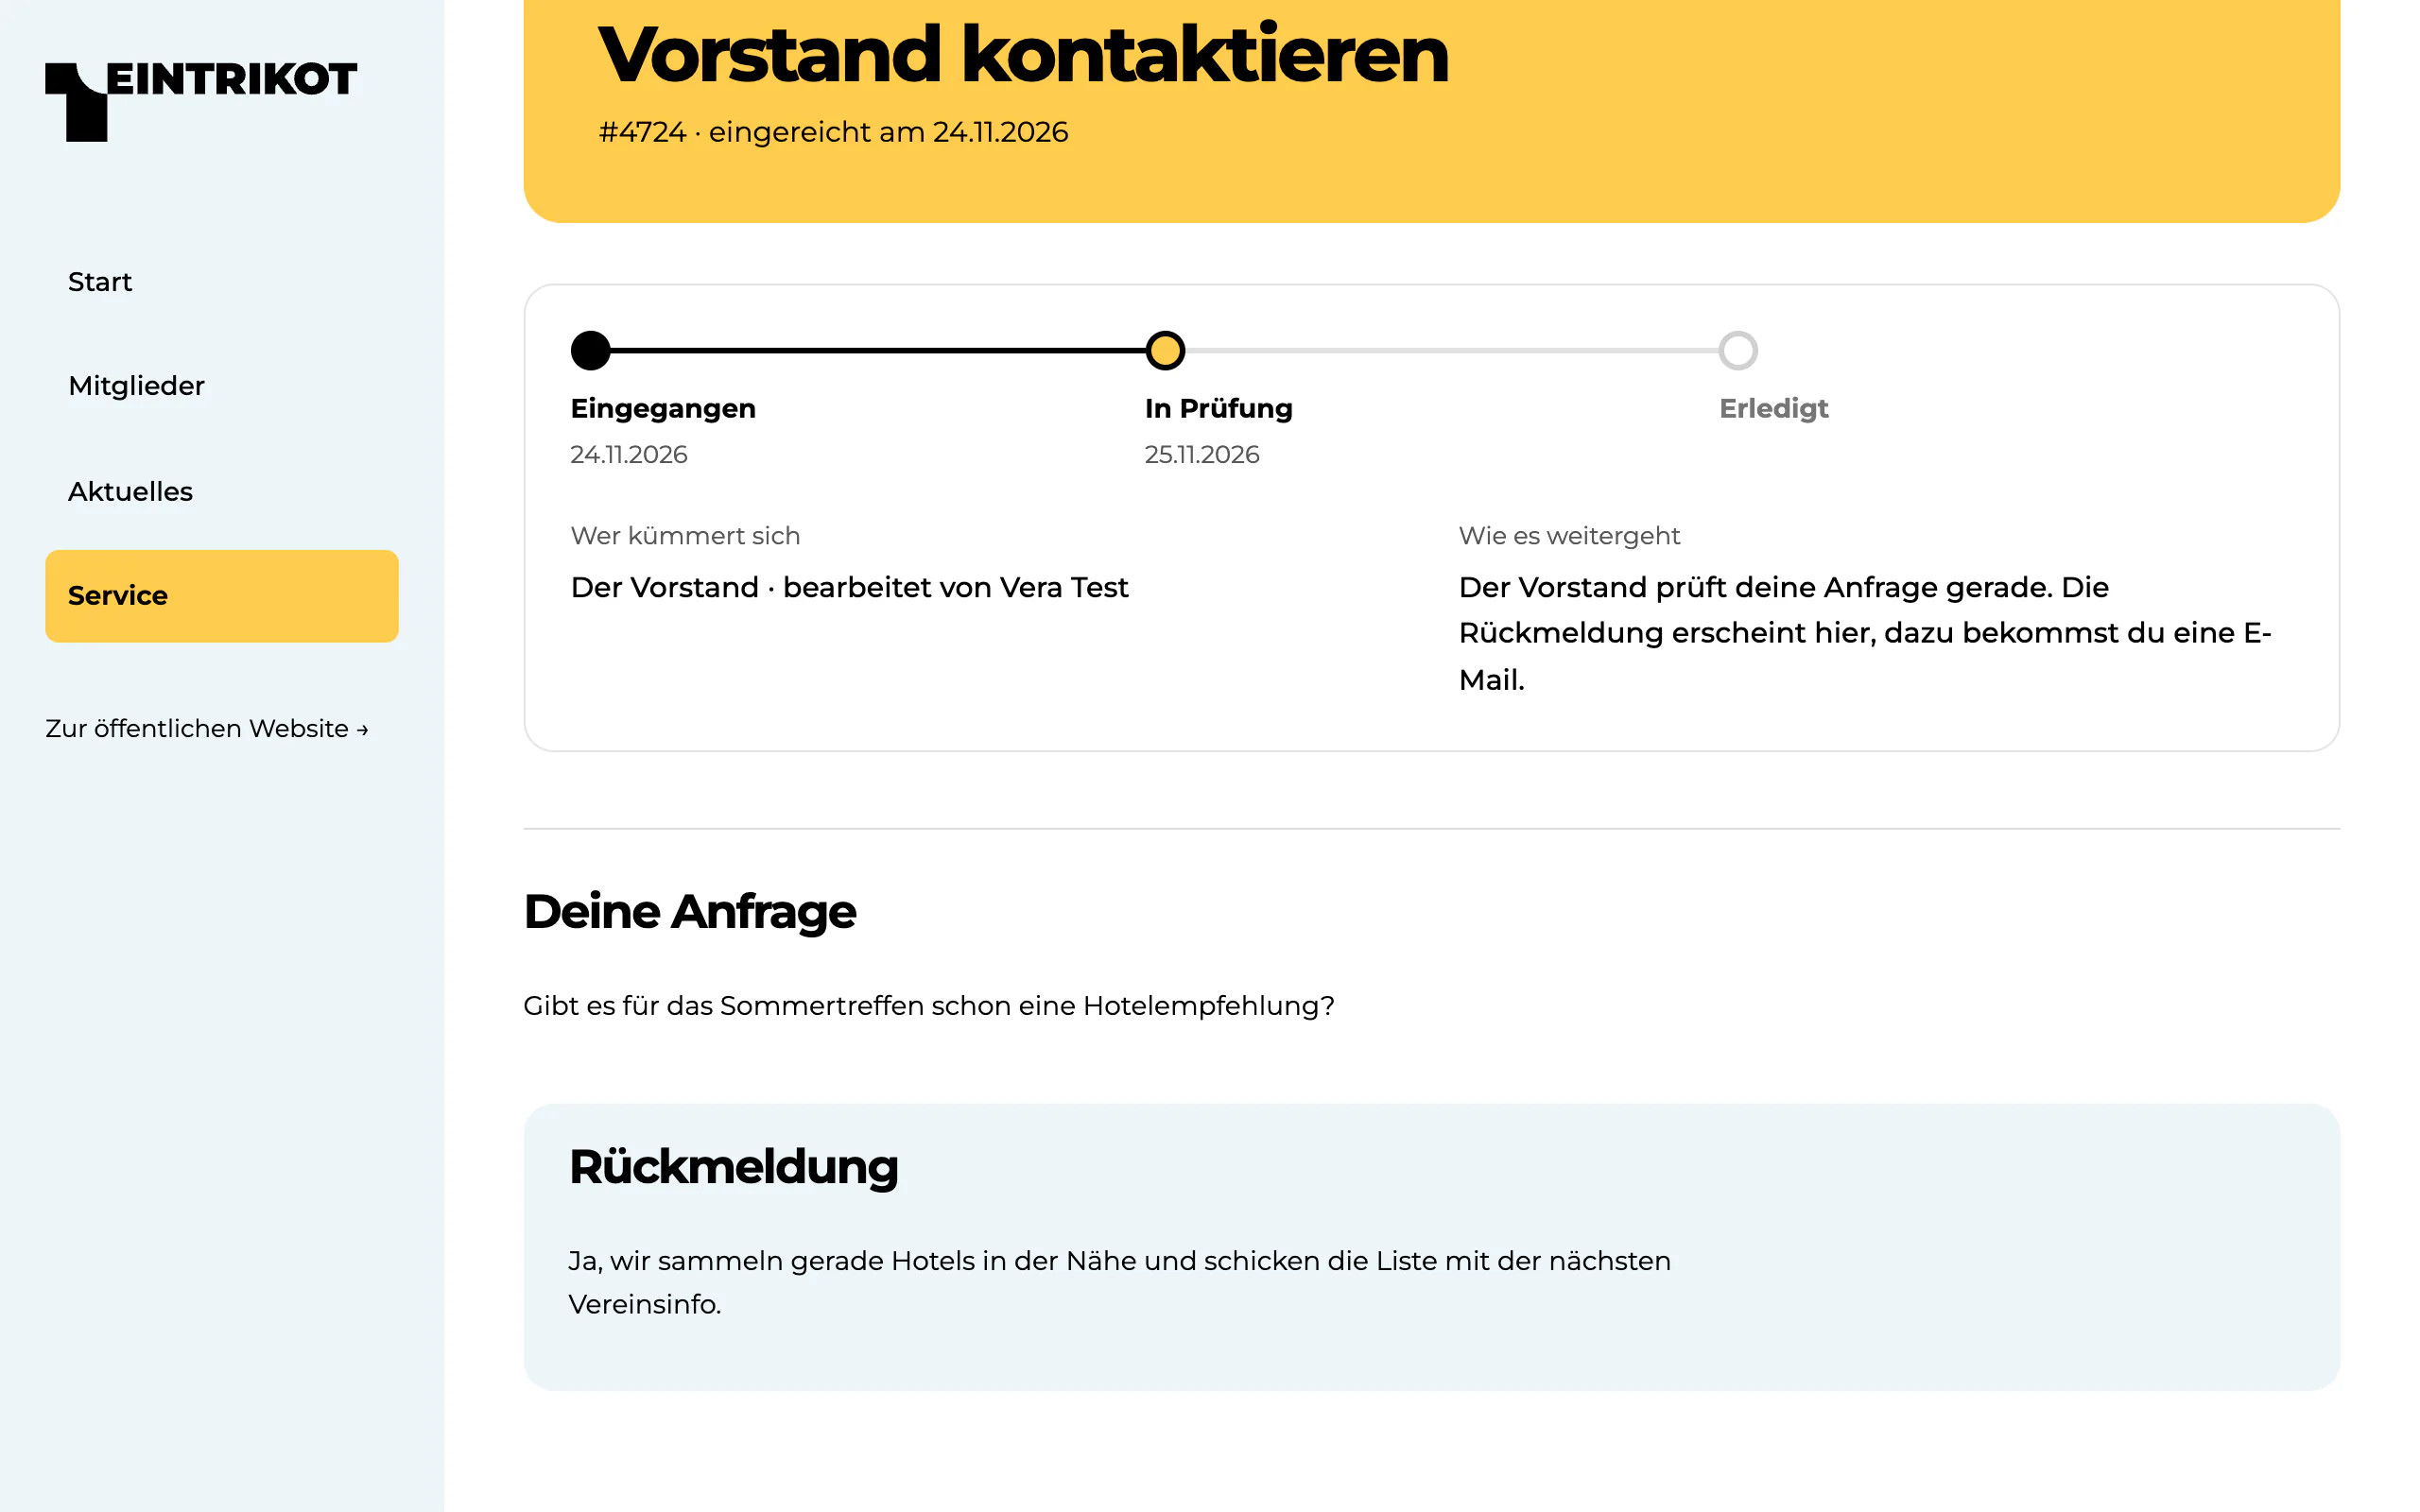 EINTRIKOT
Start
Mitglieder
Aktuelles
Service
Zur öffentlichen Website →
Vorstand kontaktieren
#4724 · eingereicht am 24.11.2026
Eingegangen
24.11.2026
In Prüfung
25.11.2026
Erledigt
Wer kümmert sich
Der Vorstand · bearbeitet von Vera Test
Wie es weitergeht
Der Vorstand prüft deine Anfrage gerade. Die
Rückmeldung erscheint hier, dazu bekommst du eine E-
Mail.
Deine Anfrage
Gibt es für das Sommertreffen schon eine Hotelempfehlung?
Rückmeldung
Ja, wir sammeln gerade Hotels in der Nähe und schicken die Liste mit der nächsten
Vereinsinfo.